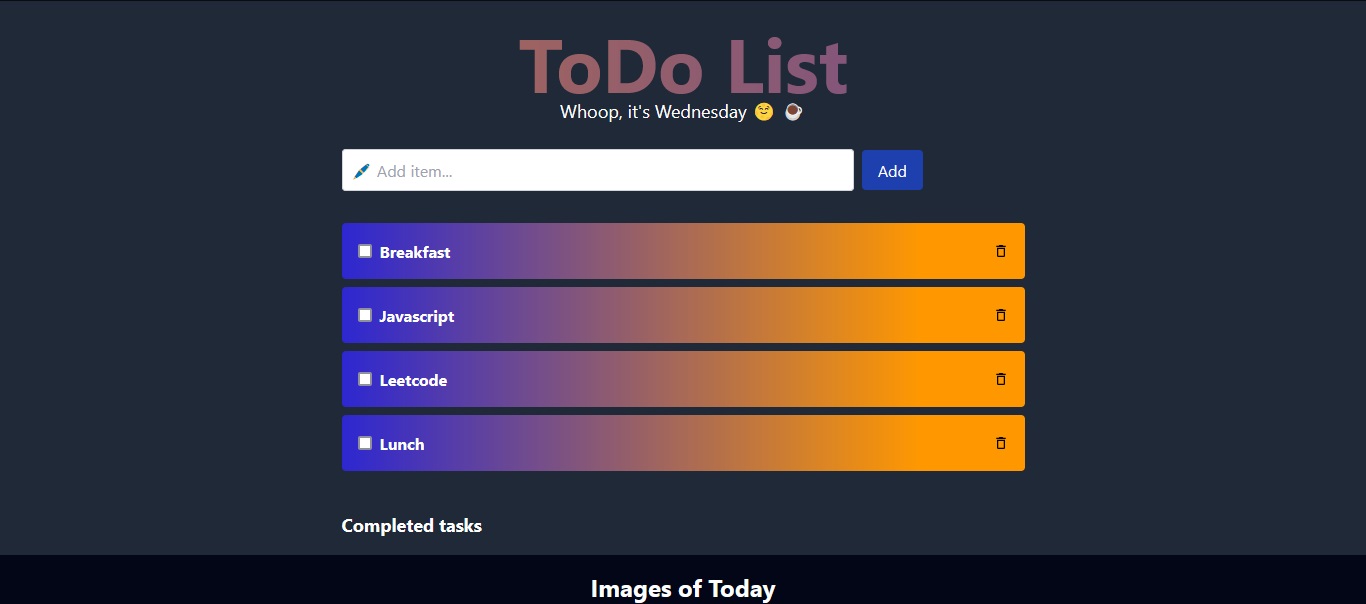 ToDo List
Whoop, it's Wednesday 😊 ☕
🖌️ Add item...
Add
Breakfast
Javascript
Leetcode
Lunch
Completed tasks
Images of Today